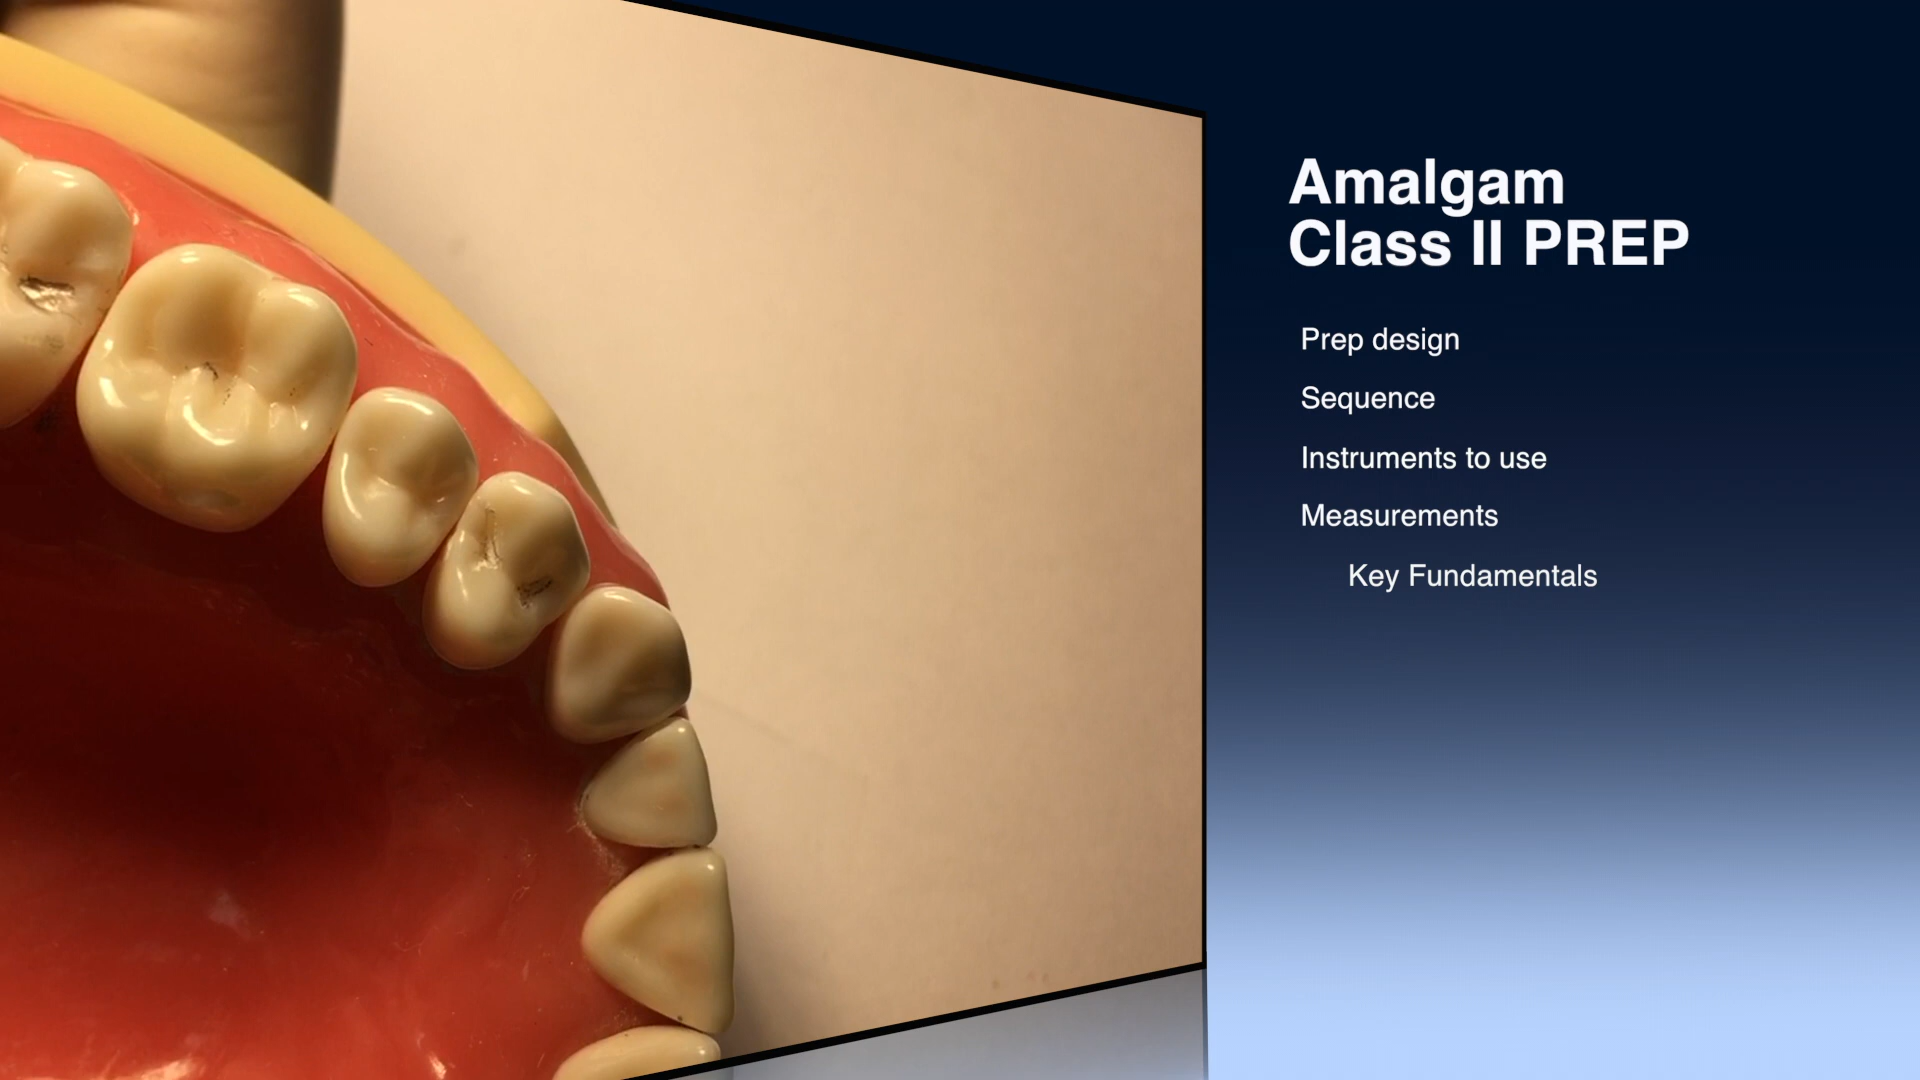 Amalgam
Class II PREP
Prep design
Sequence
Instruments to use
Measurements
Key Fundamentals